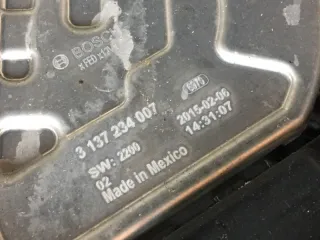 BOSCH
3 137 234 007
2015-02-06
SW: 2200
14:31:07
02
Made in Mexico